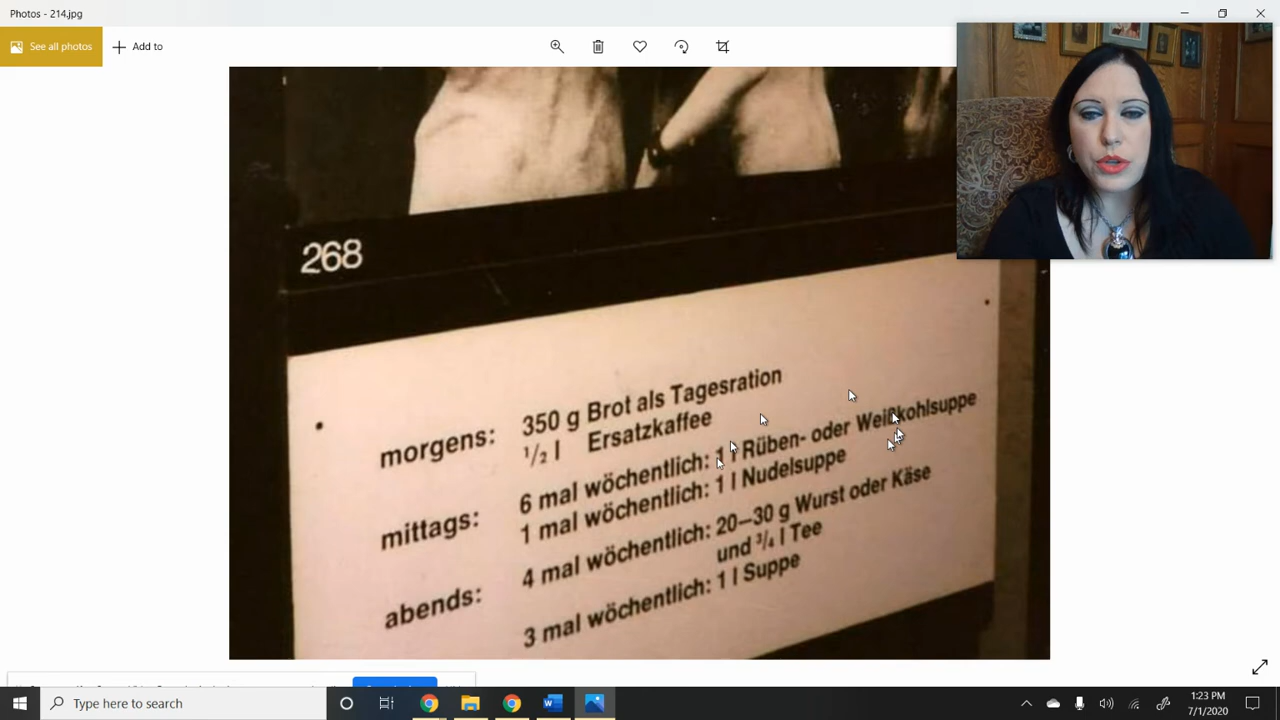 Photos - 214.jpg
See all photos
Add to
268
morgens: 350 g Brot als Tagesration
1/2 l Ersatzkaffee
mittags: 6 mal wöchentlich: 1 l Rüben- oder Weißkohlsuppe
1 mal wöchentlich: 1 l Nudelsuppe
abends: 4 mal wöchentlich: 20–30 g Wurst oder Käse
und 3/4 l Tee
3 mal wöchentlich: 1 l Suppe
Type here to search
1:23 PM
7/1/2020